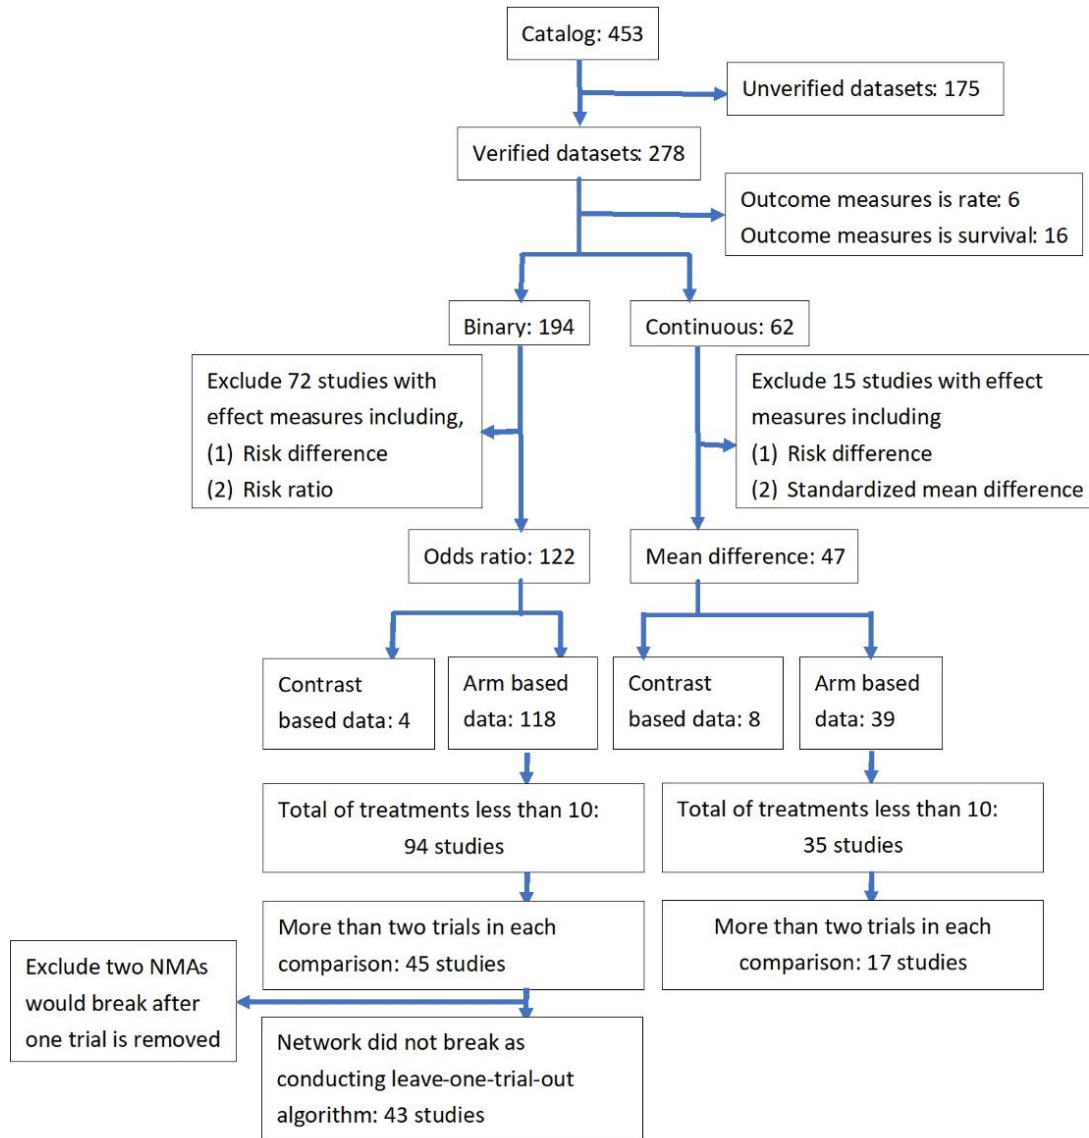 Catalog: 453
Unverified datasets: 175
Verified datasets: 278
Outcome measures is rate: 6
Outcome measures is survival: 16
Binary: 194
Continuous: 62
Exclude 72 studies with
effect measures including,
(1) Risk difference
(2) Risk ratio
Exclude 15 studies with effect
measures including
(1) Risk difference
(2) Standardized mean difference
Odds ratio: 122
Mean difference: 47
Contrast
based data: 4
Arm based
data: 118
Contrast
based data: 8
Arm based
data: 39
Total of treatments less than 10:
94 studies
Total of treatments less than 10:
35 studies
More than two trials in each
comparison: 45 studies
More than two trials in each
comparison: 17 studies
Exclude two NMAs
would break after
one trial is removed
Network did not break as
conducting leave-one-trial-out
algorithm: 43 studies